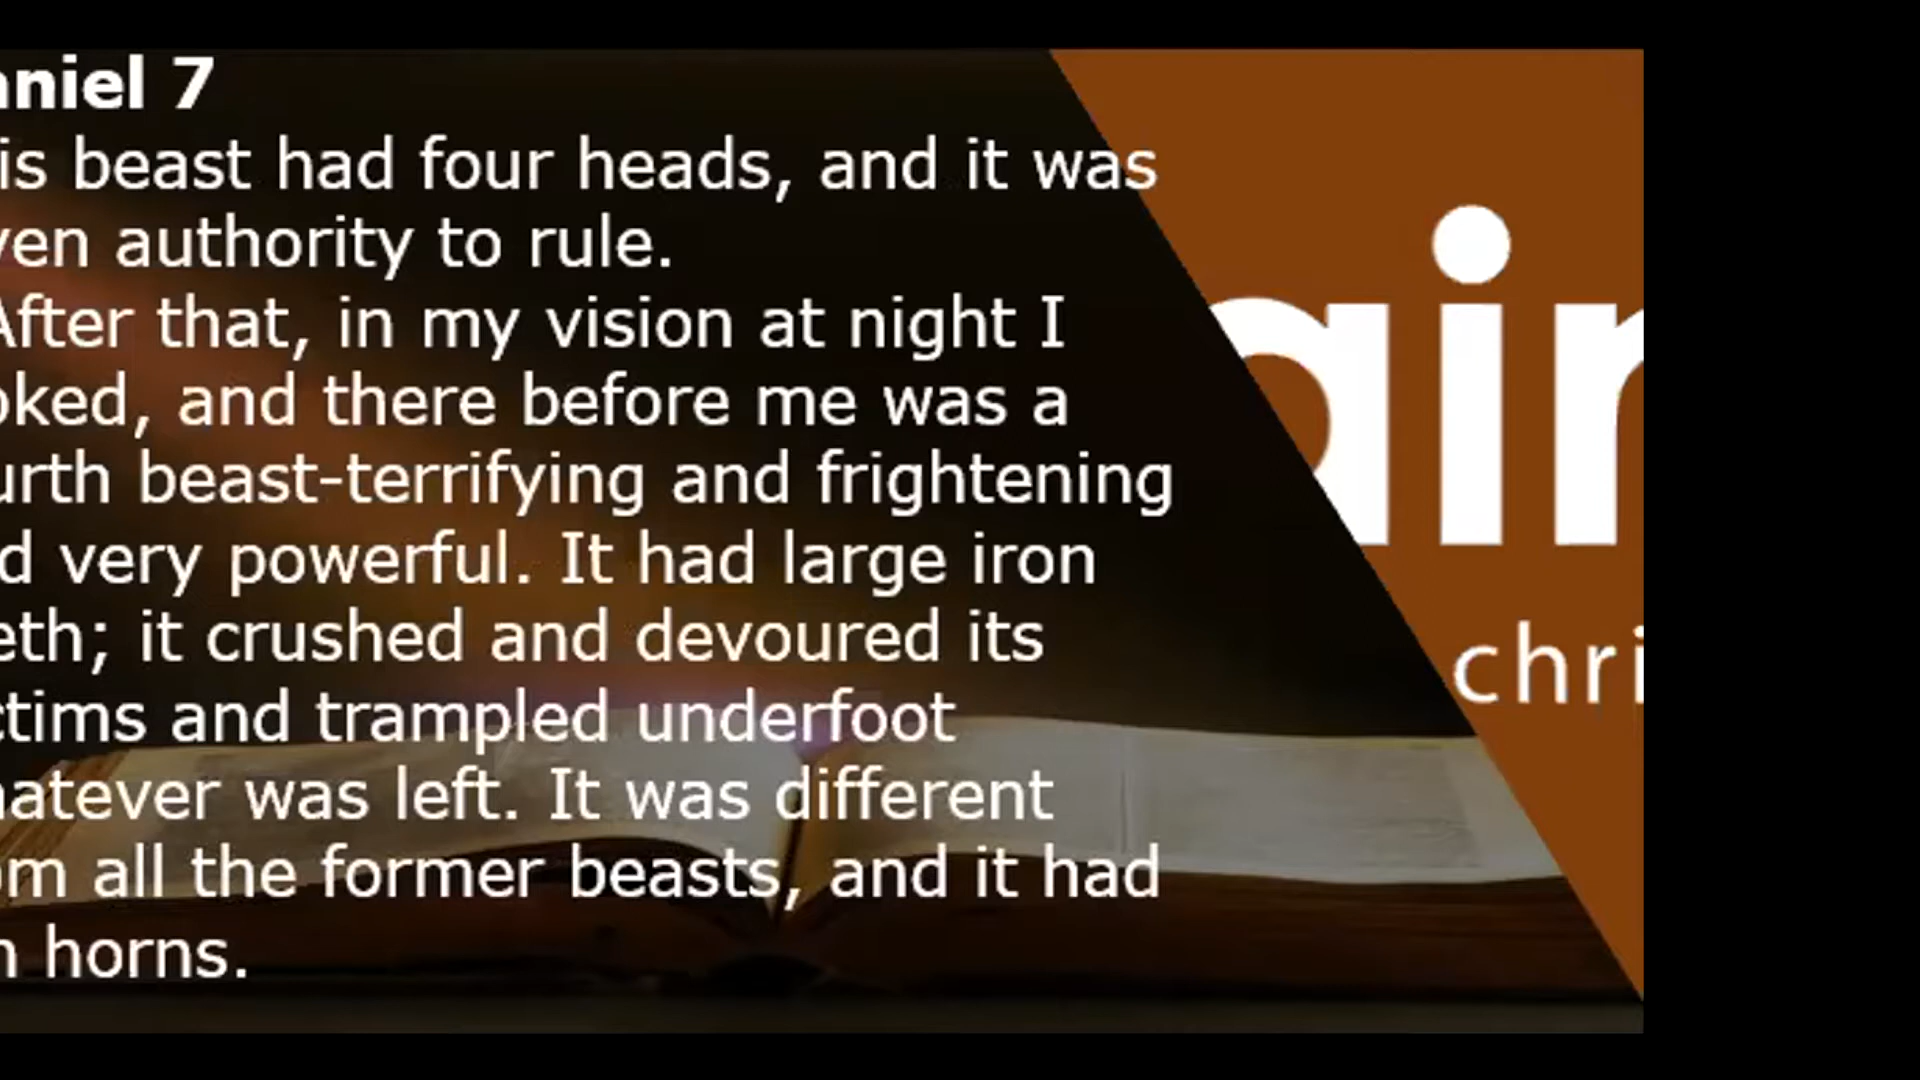 aniel 7
is beast had four heads, and it was
ven authority to rule.
After that, in my vision at night I
oked, and there before me was a
urth beast-terrifying and frightening
d very powerful. It had large iron
eth; it crushed and devoured its
ctims and trampled underfoot
hatever was left. It was different
om all the former beasts, and it had
n horns.
ain
chri